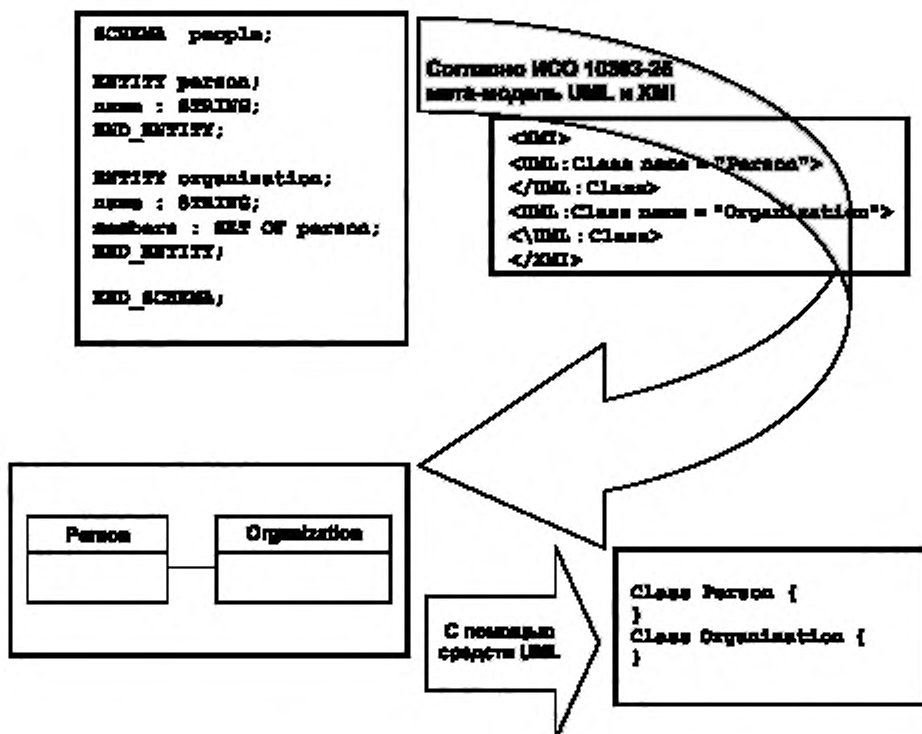 SCHEMA people;
ENTITY person;
name : STRING;
END_ENTITY;
ENTITY organization;
name : STRING;
members : SET OF person;
END_ENTITY;
END_SCHEMA;
Согласно ИСО 10303-25
мета-модель UML и XMI
<XMI>
<UML:Class name = "Person">
</UML:Class>
<UML:Class name = "Organization">
<\UML:Class>
</XMI>
Person
Organization
С помощью
средств UML
Class Person {
}
Class Organization {
}